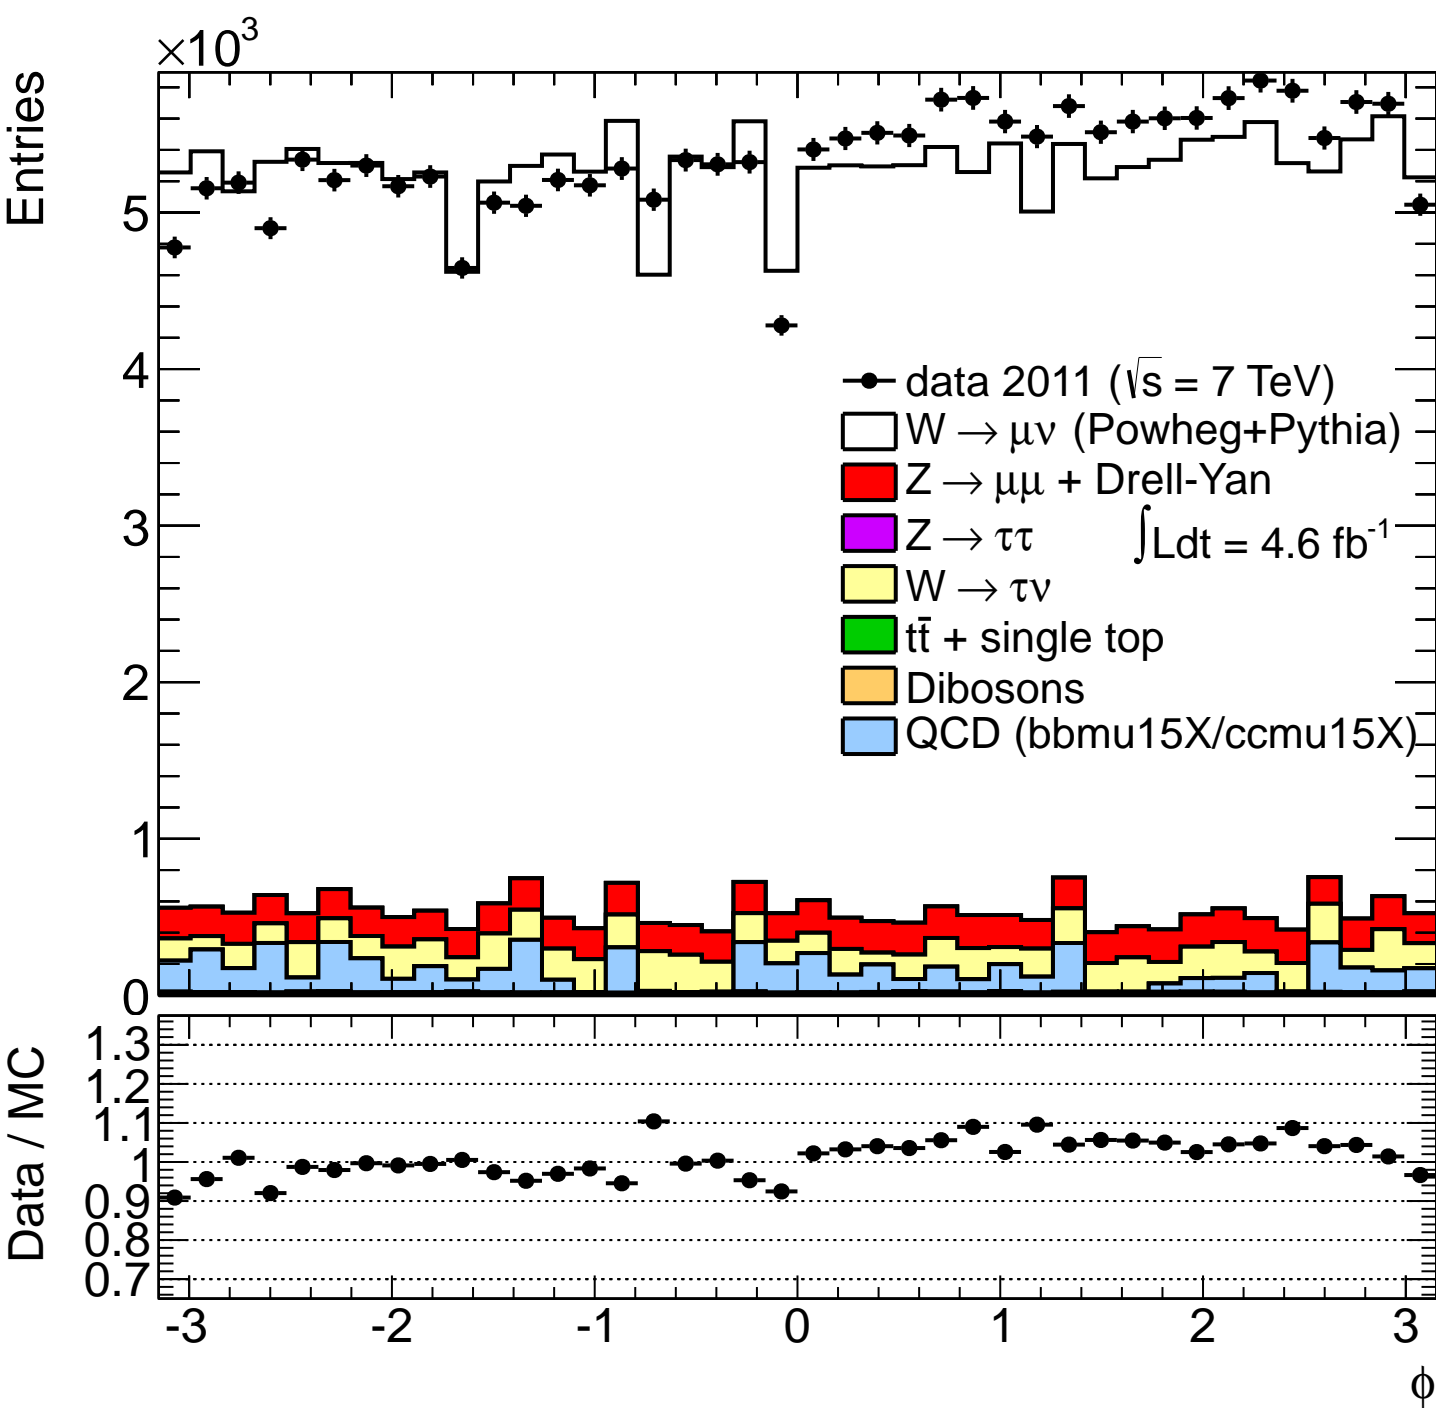 ×10³
Entries
5
4
3
2
1
0
data 2011 (√s = 7 TeV)
W → μν (Powheg+Pythia)
Z → μμ + Drell-Yan
Z → ττ
∫Ldt = 4.6 fb⁻¹
W → τν
tt̄ + single top
Dibosons
QCD (bbmu15X/ccmu15X)
Data / MC
1.3
1.2
1.1
1
0.9
0.8
0.7
-3 -2 -1 0 1 2 3
ϕ